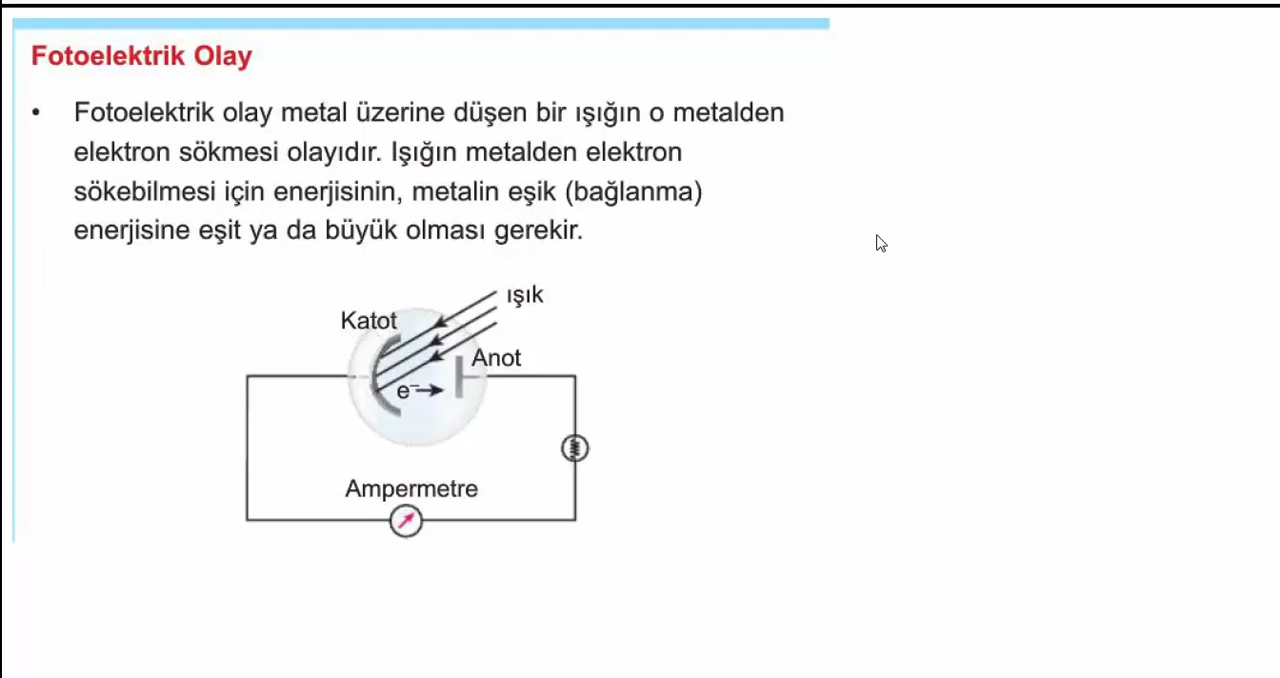 Fotoelektrik Olay
• Fotoelektrik olay metal üzerine düşen bir ışığın o metalden
elektron sökmesi olayıdır. Işığın metalden elektron
sökebilmesi için enerjisinin, metalin eşik (bağlanma)
enerjisine eşit ya da büyük olması gerekir.
ışık
Katot
Anot
e⁻
Ampermetre